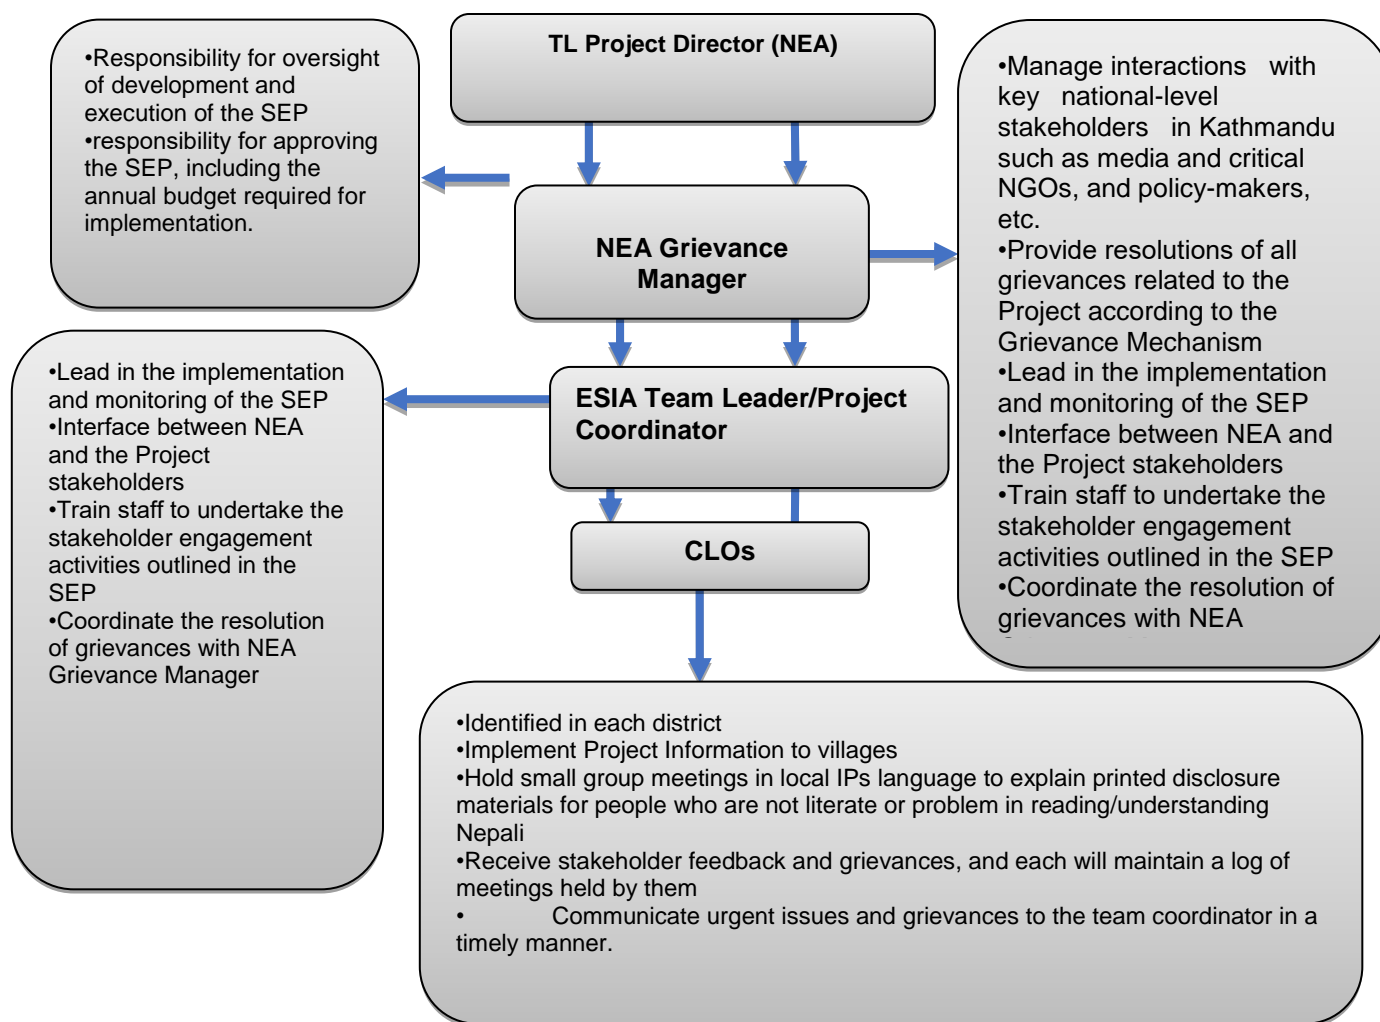 TL Project Director (NEA)
•Responsibility for oversight
of development and
execution of the SEP
•responsibility for approving
the SEP, including the
annual budget required for
implementation.
NEA Grievance
Manager
•Manage interactions with
key national-level
stakeholders in Kathmandu
such as media and critical
NGOs, and policy-makers,
etc.
•Provide resolutions of all
grievances related to the
Project according to the
Grievance Mechanism
•Lead in the implementation
and monitoring of the SEP
•Interface between NEA and
the Project stakeholders
•Train staff to undertake the
stakeholder engagement
activities outlined in the SEP
•Coordinate the resolution of
grievances with NEA
ESIA Team Leader/Project
Coordinator
•Lead in the implementation
and monitoring of the SEP
•Interface between NEA
and the Project
stakeholders
•Train staff to undertake the
stakeholder engagement
activities outlined in the
SEP
•Coordinate the resolution
of grievances with NEA
Grievance Manager
CLOs
•Identified in each district
•Implement Project Information to villages
•Hold small group meetings in local IPs language to explain printed disclosure
materials for people who are not literate or problem in reading/understanding
Nepali
•Receive stakeholder feedback and grievances, and each will maintain a log of
meetings held by them
• Communicate urgent issues and grievances to the team coordinator in a
timely manner.